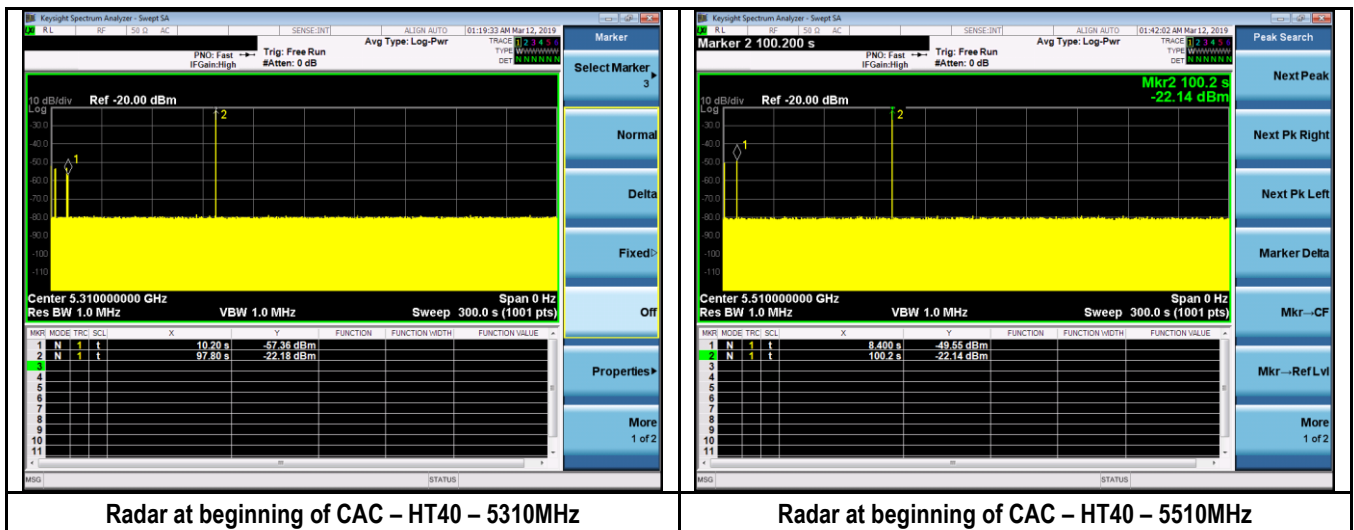 Keysight Spectrum Analyzer - Swept SA
RL RF 50 Ω AC SENSE:INT ALIGN AUTO 01:19:33 AM Mar 12, 2019
Avg Type: Log-Pwr
TRACE 1 2 3 4 5 6
TYPE WWWWWW
DET N N N N N N
PNO: Fast
IFGain:High
Trig: Free Run
#Atten: 0 dB
10 dB/div Ref -20.00 dBm
Log
-30.0
-40.0
-50.0
-60.0
-70.0
-80.0
-90.0
-100
-110
1
2
Center 5.310000000 GHz Span 0 Hz
Res BW 1.0 MHz VBW 1.0 MHz Sweep 300.0 s (1001 pts)
MKR MODE TRC SCL X Y FUNCTION FUNCTION WIDTH FUNCTION VALUE
1 N 1 t 10.20 s -57.36 dBm
2 N 1 t 97.80 s -22.18 dBm
3
4
5
6
7
8
9
10
11
MSG STATUS
Marker
Select Marker
3
Normal
Delta
Fixed
Off
Properties
More
1 of 2
Radar at beginning of CAC – HT40 – 5310MHz
Keysight Spectrum Analyzer - Swept SA
RL RF 50 Ω AC SENSE:INT ALIGN AUTO 01:42:02 AM Mar 12, 2019
Marker 2 100.200 s
Avg Type: Log-Pwr
TRACE 1 2 3 4 5 6
TYPE WWWWWW
DET N N N N N N
PNO: Fast
IFGain:High
Trig: Free Run
#Atten: 0 dB
Mkr2 100.2 s
-22.14 dBm
10 dB/div Ref -20.00 dBm
Log
-30.0
-40.0
-50.0
-60.0
-70.0
-80.0
-90.0
-100
-110
1
2
Center 5.510000000 GHz Span 0 Hz
Res BW 1.0 MHz VBW 1.0 MHz Sweep 300.0 s (1001 pts)
MKR MODE TRC SCL X Y FUNCTION FUNCTION WIDTH FUNCTION VALUE
1 N 1 t 8.400 s -49.55 dBm
2 N 1 t 100.2 s -22.14 dBm
3
4
5
6
7
8
9
10
11
MSG STATUS
Peak Search
Next Peak
Next Pk Right
Next Pk Left
Marker Delta
Mkr→CF
Mkr→Ref Lvl
More
1 of 2
Radar at beginning of CAC – HT40 – 5510MHz